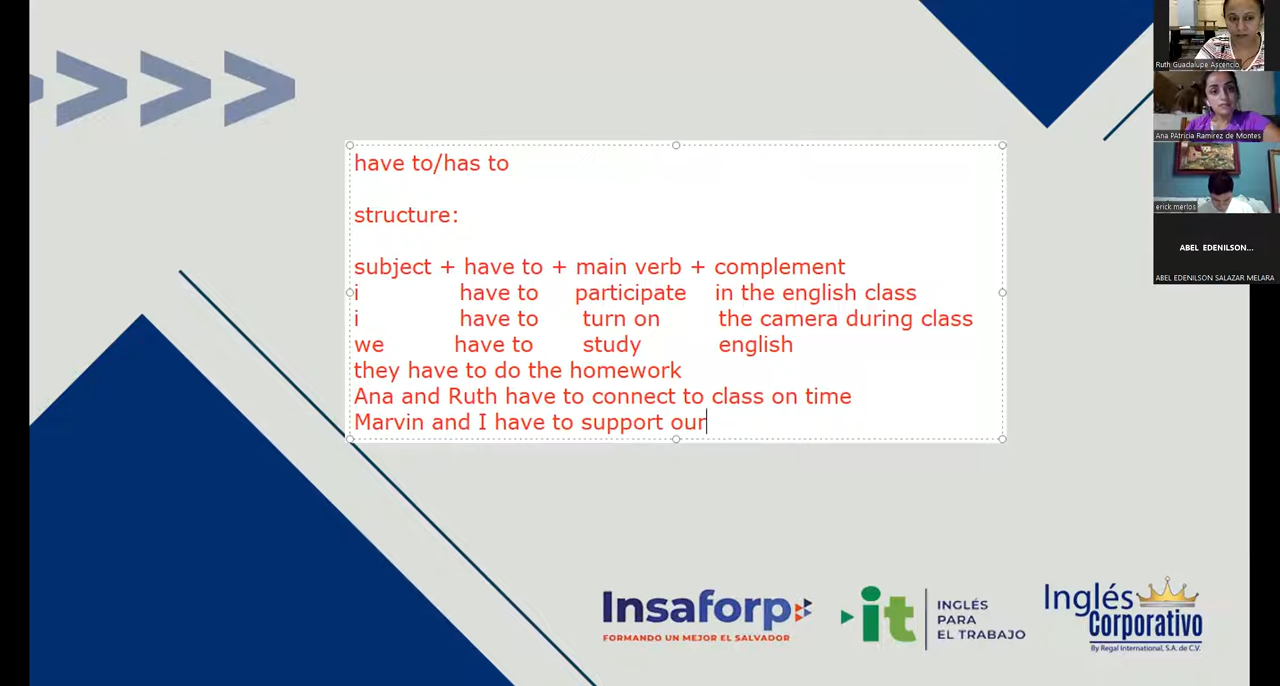 have to/has to
structure:
subject + have to + main verb + complement
i have to participate in the english class
i have to turn on the camera during class
we have to study english
they have to do the homework
Ana and Ruth have to connect to class on time
Marvin and I have to support our
Ruth Guadalupe Ascencio
Ana PAtricia Ramirez de Montes
erick merlos
ABEL EDENILSON...
ABEL EDENILSON SALAZAR MELARA
Insaforp
FORMANDO UN MEJOR EL SALVADOR
it
INGLÉS
PARA
EL TRABAJO
Inglés
Corporativo
By Regal International, S.A. de C.V.